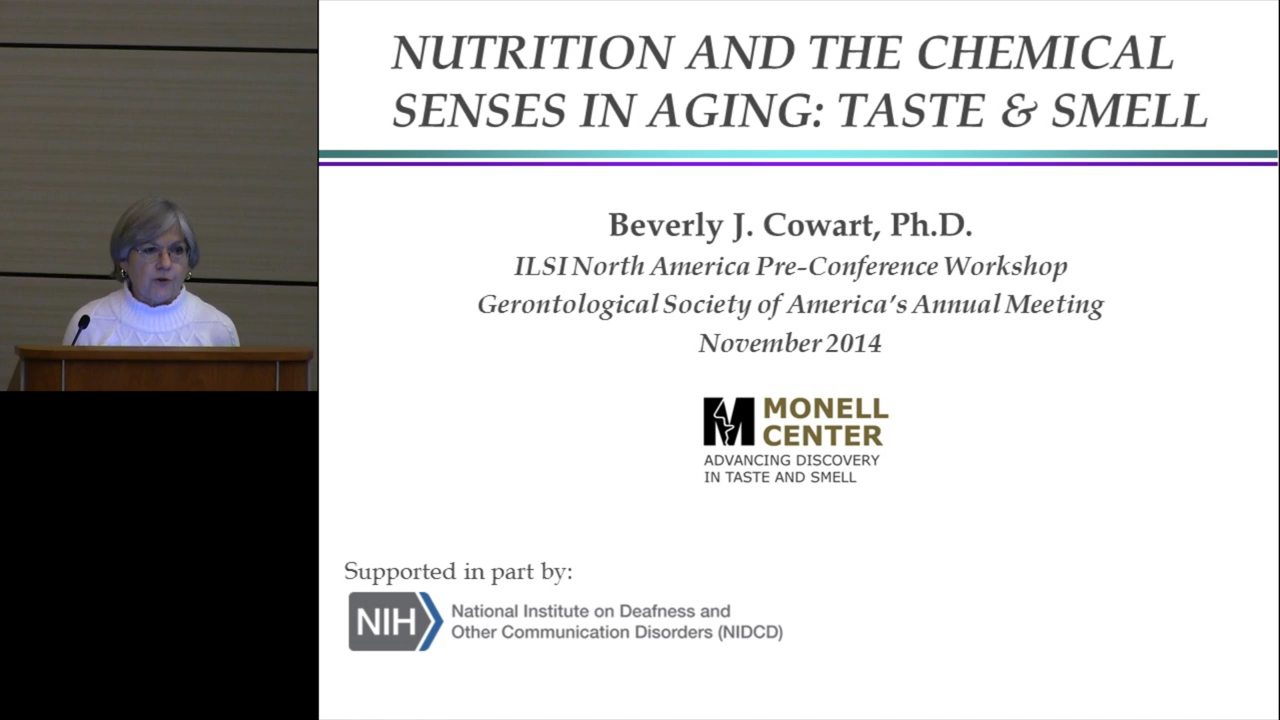 NUTRITION AND THE CHEMICAL
SENSES IN AGING: TASTE & SMELL
Beverly J. Cowart, Ph.D.
ILSI North America Pre-Conference Workshop
Gerontological Society of America's Annual Meeting
November 2014
MONELL
CENTER
ADVANCING DISCOVERY
IN TASTE AND SMELL
Supported in part by:
NIH
National Institute on Deafness and
Other Communication Disorders (NIDCD)